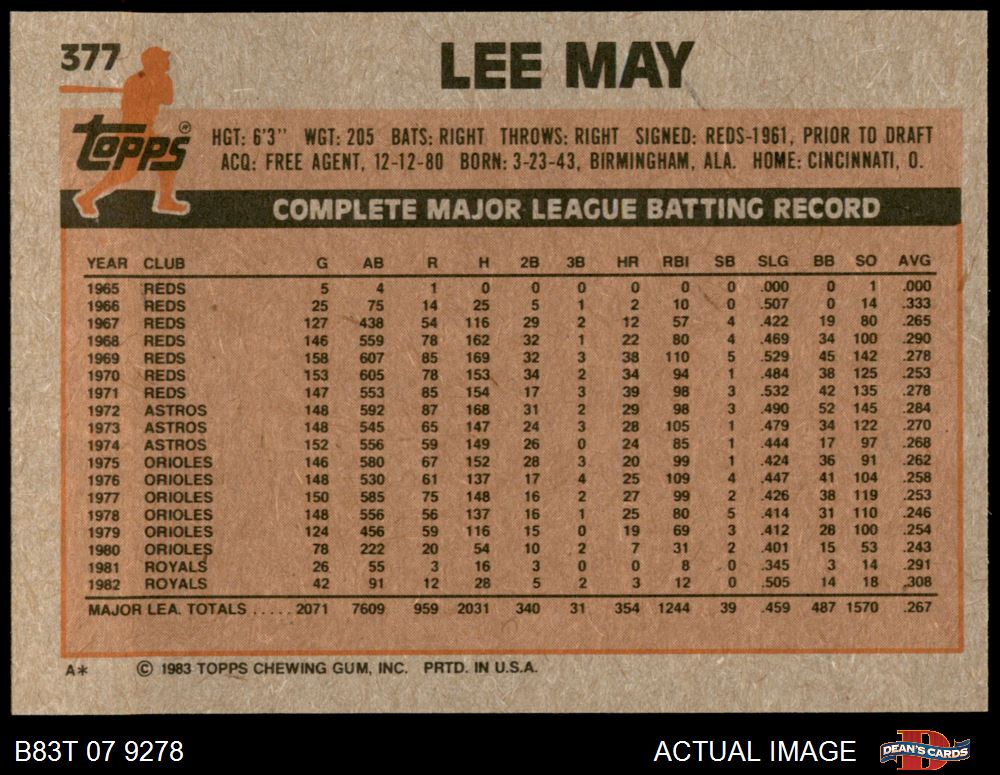 377
LEE MAY
topps®
HGT: 6'3" WGT: 205 BATS: RIGHT THROWS: RIGHT SIGNED: REDS-1961, PRIOR TO DRAFT
ACQ: FREE AGENT, 12-12-80 BORN: 3-23-43, BIRMINGHAM, ALA. HOME: CINCINNATI, O.
COMPLETE MAJOR LEAGUE BATTING RECORD
YEAR CLUB G AB R H 2B 3B HR RBI SB SLG BB SO AVG
1965 REDS 5 4 1 0 0 0 0 0 0 .000 0 1 .000
1966 REDS 25 75 14 25 5 1 2 10 0 .507 0 14 .333
1967 REDS 127 438 54 116 29 2 12 57 4 .422 19 80 .265
1968 REDS 146 559 78 162 32 1 22 80 4 .469 34 100 .290
1969 REDS 158 607 85 169 32 3 38 110 5 .529 45 142 .278
1970 REDS 153 605 78 153 34 2 34 94 1 .484 38 125 .253
1971 REDS 147 553 85 154 17 3 39 98 3 .532 42 135 .278
1972 ASTROS 148 592 87 168 31 2 29 98 3 .490 52 145 .284
1973 ASTROS 148 545 65 147 24 3 28 105 1 .479 34 122 .270
1974 ASTROS 152 556 59 149 26 0 24 85 1 .444 17 97 .268
1975 ORIOLES 146 580 67 152 28 3 20 99 1 .424 36 91 .262
1976 ORIOLES 148 530 61 137 17 4 25 109 4 .447 41 104 .258
1977 ORIOLES 150 585 75 148 16 2 27 99 2 .426 38 119 .253
1978 ORIOLES 148 556 56 137 16 1 25 80 5 .414 31 110 .246
1979 ORIOLES 124 456 59 116 15 0 19 69 3 .412 28 100 .254
1980 ORIOLES 78 222 20 54 10 2 7 31 2 .401 15 53 .243
1981 ROYALS 26 55 3 16 3 0 0 8 0 .345 3 14 .291
1982 ROYALS 42 91 12 28 5 2 3 12 0 .505 14 18 .308
MAJOR LEA. TOTALS ..... 2071 7609 959 2031 340 31 354 1244 39 .459 487 1570 .267
A* © 1983 TOPPS CHEWING GUM, INC. PRTD. IN U.S.A.
B83T 07 9278 ACTUAL IMAGE DEAN'S CARDS